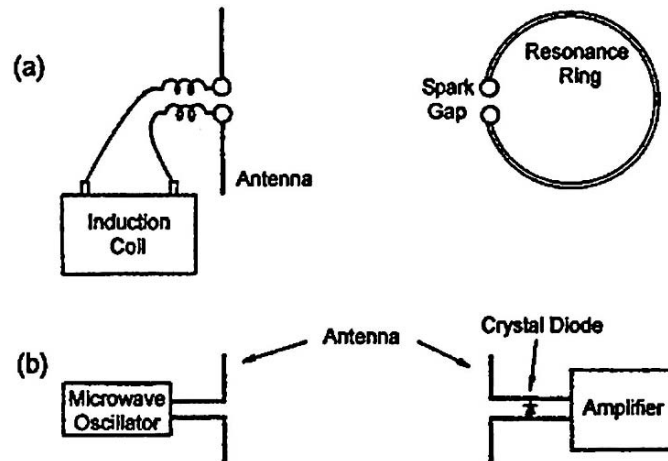 (a)
Resonance
Ring
Spark
Gap
Antenna
Induction
Coil
(b)
Antenna
Crystal Diode
Microwave
Oscillator
Amplifier